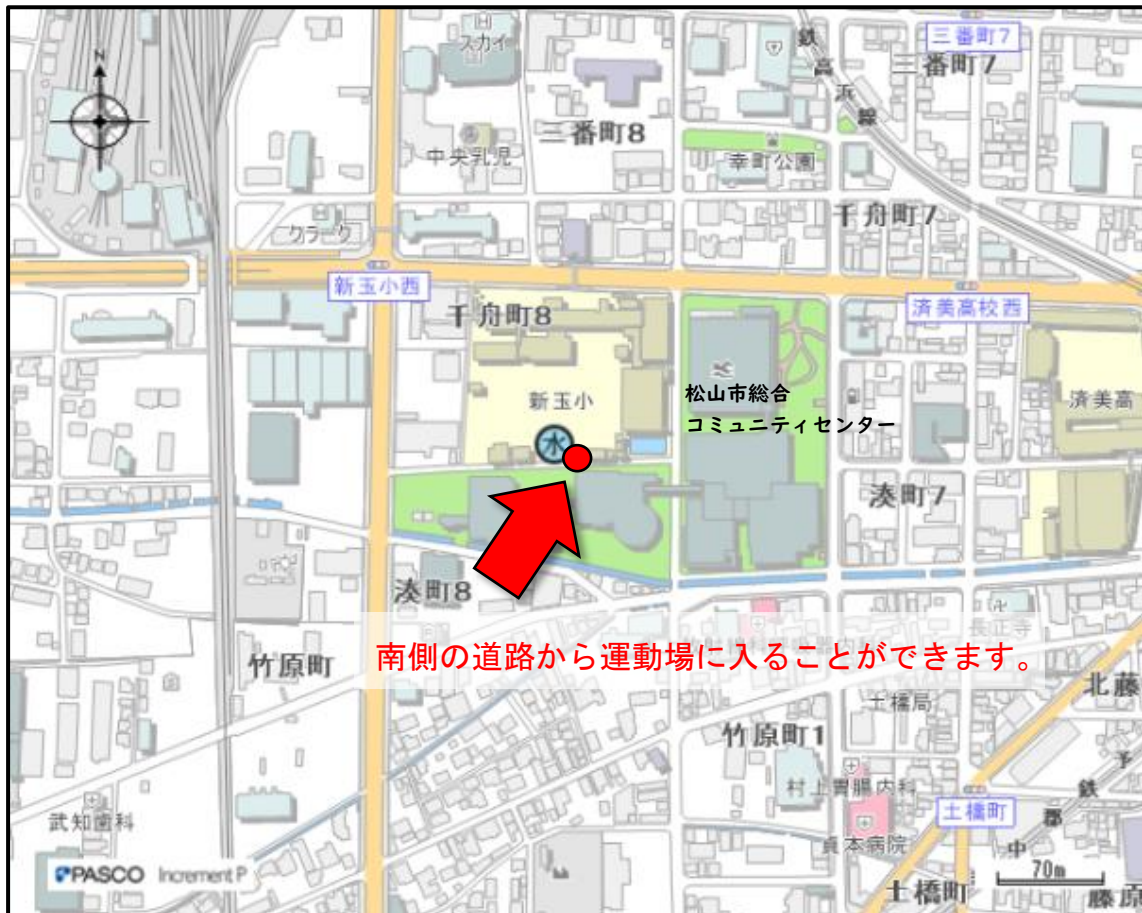 N
スカイ
鉄
高
浜
線
三番町7
三番町7
中央乳児
三番町8
幸町公園
千舟町7
クラーク
新玉小西
千舟町8
済美高校西
新玉小
松山市総合
コミュニティセンター
済美高
水
湊町7
湊町8
南側の道路から運動場に入ることができます。
竹原町
北藤
土橋局
竹原町1
村上胃腸内科
土橋町
武知歯科
貞本病院
予
鉄
郡
中
PASCO Increment P
70m
土橋町
藤原